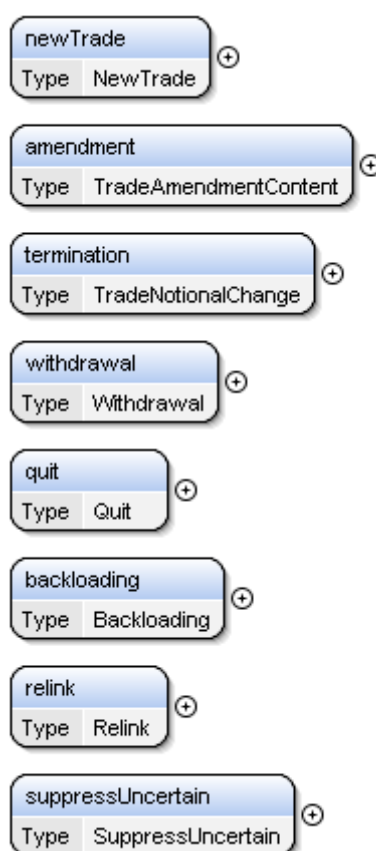 newTrade
Type NewTrade
amendment
Type TradeAmendmentContent
termination
Type TradeNotionalChange
withdrawal
Type Withdrawal
quit
Type Quit
backloading
Type Backloading
relink
Type Relink
suppressUncertain
Type SuppressUncertain